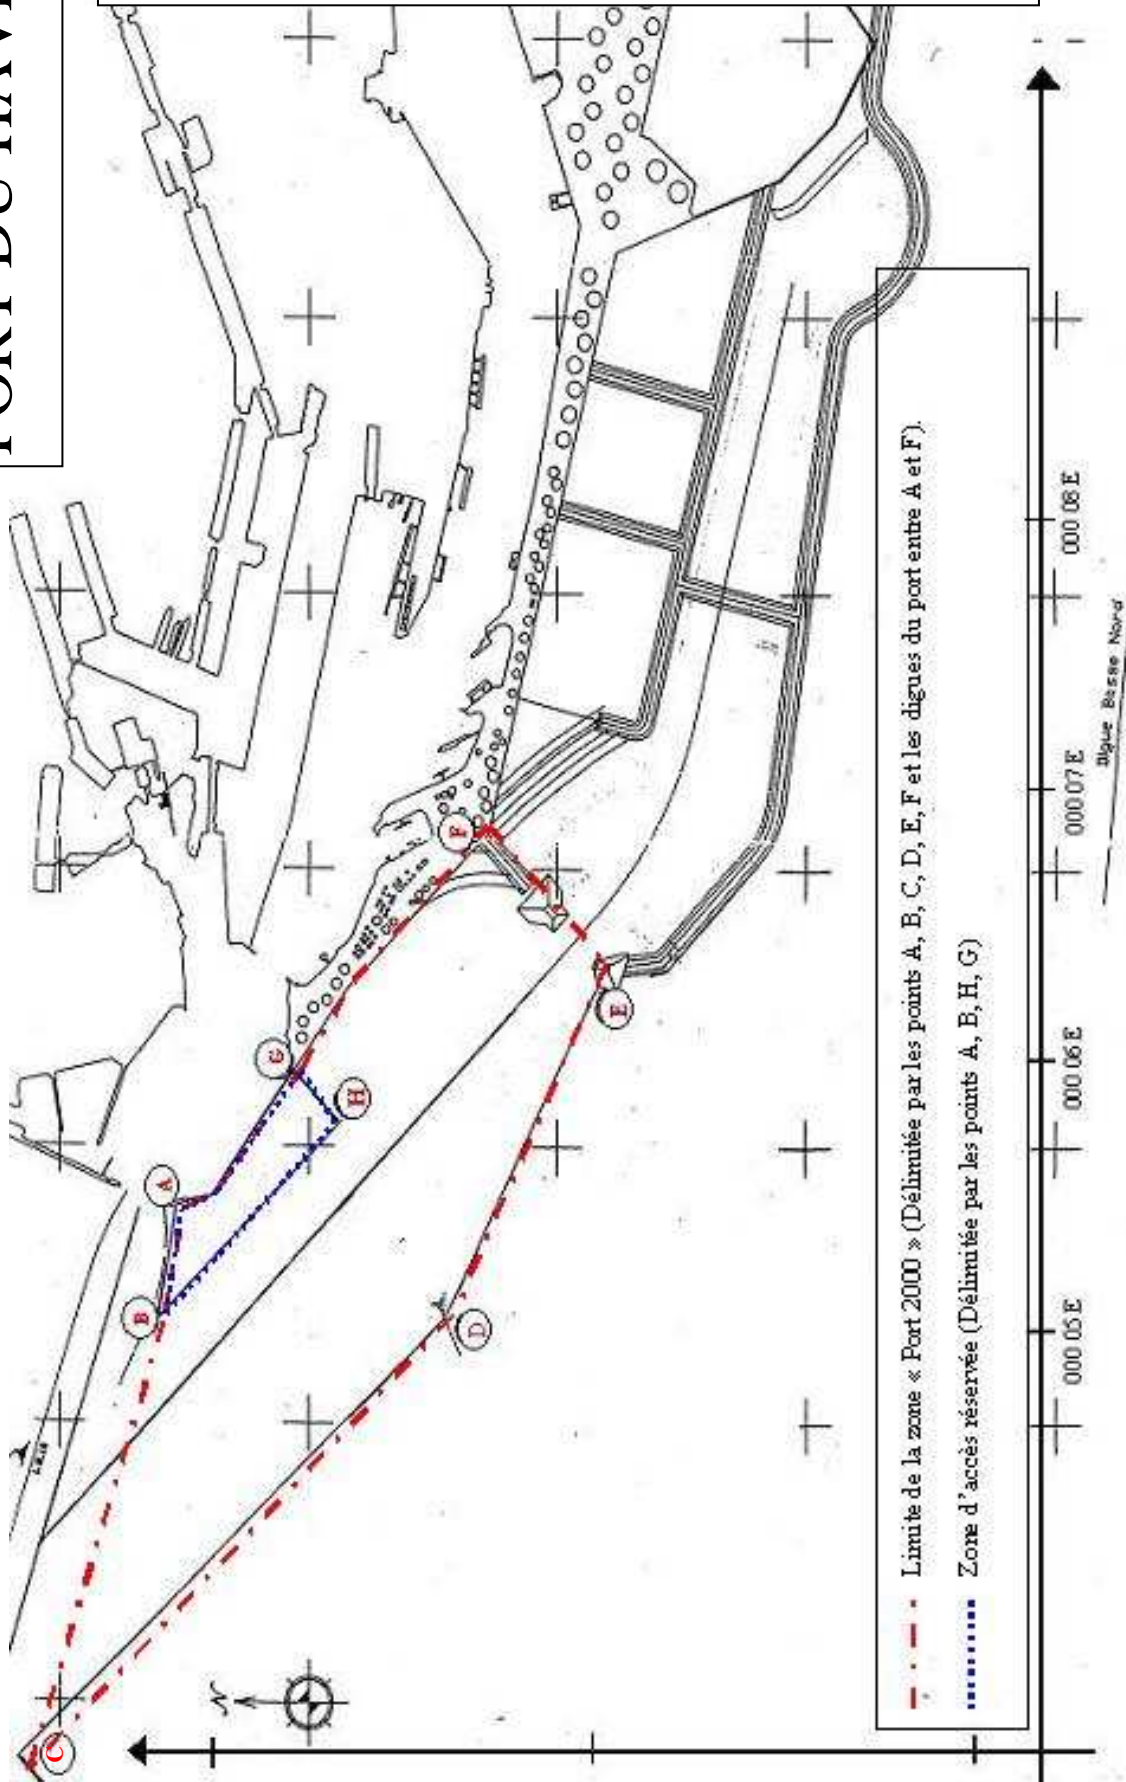 PORT DU HAV
C
B
A
G
H
F
E
D
N
Limite de la zone « Port 2000 » (Délimitée par les points A, B, C, D, E, F et les digues du port entre A et F).
Zone d'accès réservée (Délimitée par les points A, B, H, G)
000 05 E
000 06 E
000 07 E
000 08 E
Digue Basse Nord